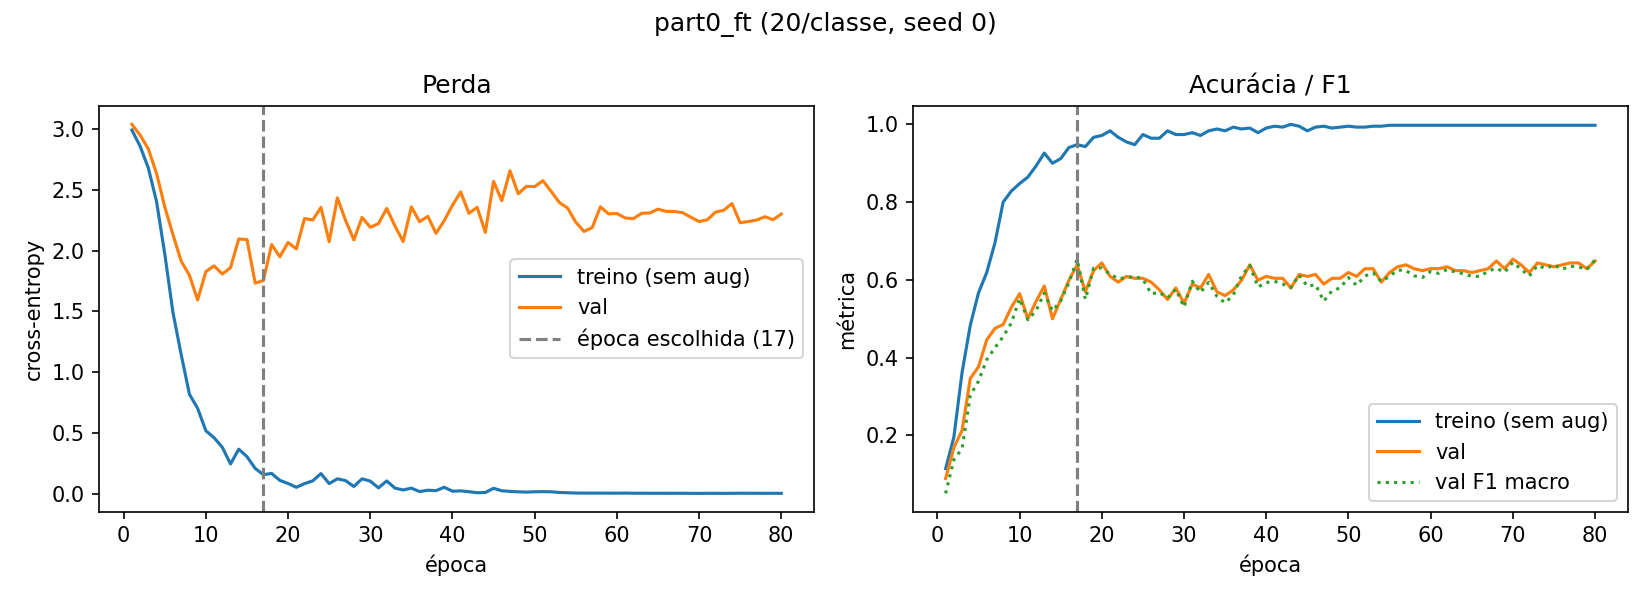 part0_ft (20/classe, seed 0)
Perda
cross-entropy
3.0
2.5
2.0
1.5
1.0
0.5
0.0
0 10 20 30 40 50 60 70 80
época
treino (sem aug)
val
época escolhida (17)
Acurácia / F1
métrica
1.0
0.8
0.6
0.4
0.2
0 10 20 30 40 50 60 70 80
época
treino (sem aug)
val
val F1 macro